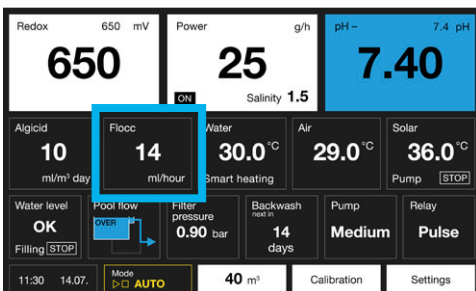 Redox 650 mV
650
Power g/h
25
ON Salinity 1.5
pH – 7.4 pH
7.40
Algicid
10
ml/m³ day
Flocc
14
ml/hour
Water
30.0°C
Smart heating
Air
29.0°C
Solar
36.0°C
Pump STOP
Water level
OK
Filling STOP
Pool flow
OVER
Filter
pressure
0.90 bar
Backwash
next in
14
days
Pump
Medium
Relay
Pulse
11:30 14.07.
Mode
AUTO
40 m³
Calibration
Settings